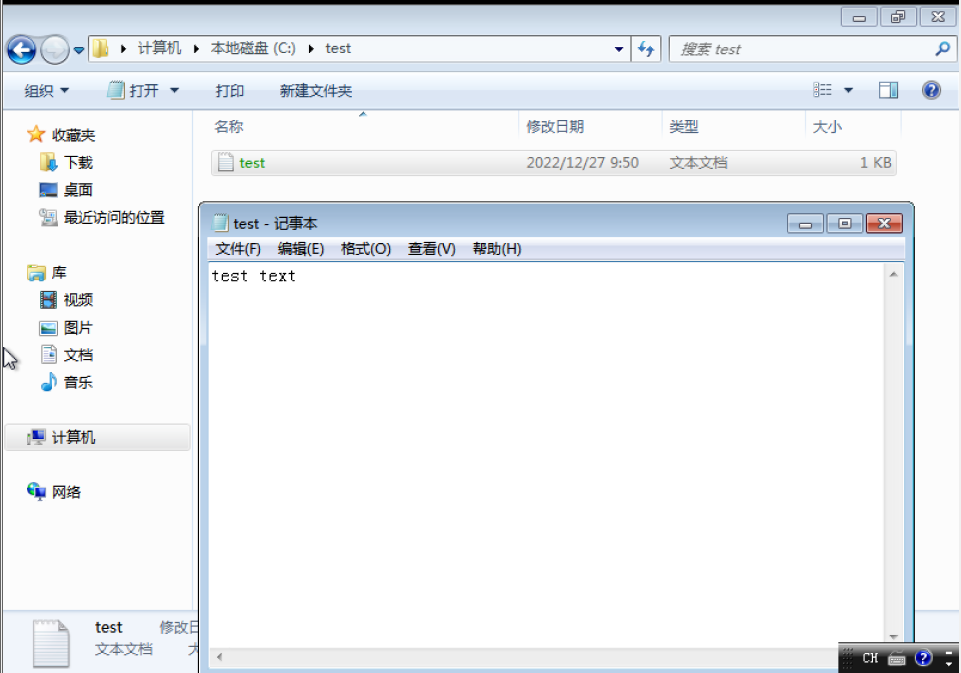 计算机 本地磁盘 (C:) test 搜索 test
组织 打开 打印 新建文件夹
名称 修改日期 类型 大小
test 2022/12/27 9:50 文本文档 1 KB
收藏夹
下载
桌面
最近访问的位置
库
视频
图片
文档
音乐
计算机
网络
test - 记事本
文件(F) 编辑(E) 格式(O) 查看(V) 帮助(H)
test text
test 修改日
文本文档
CH